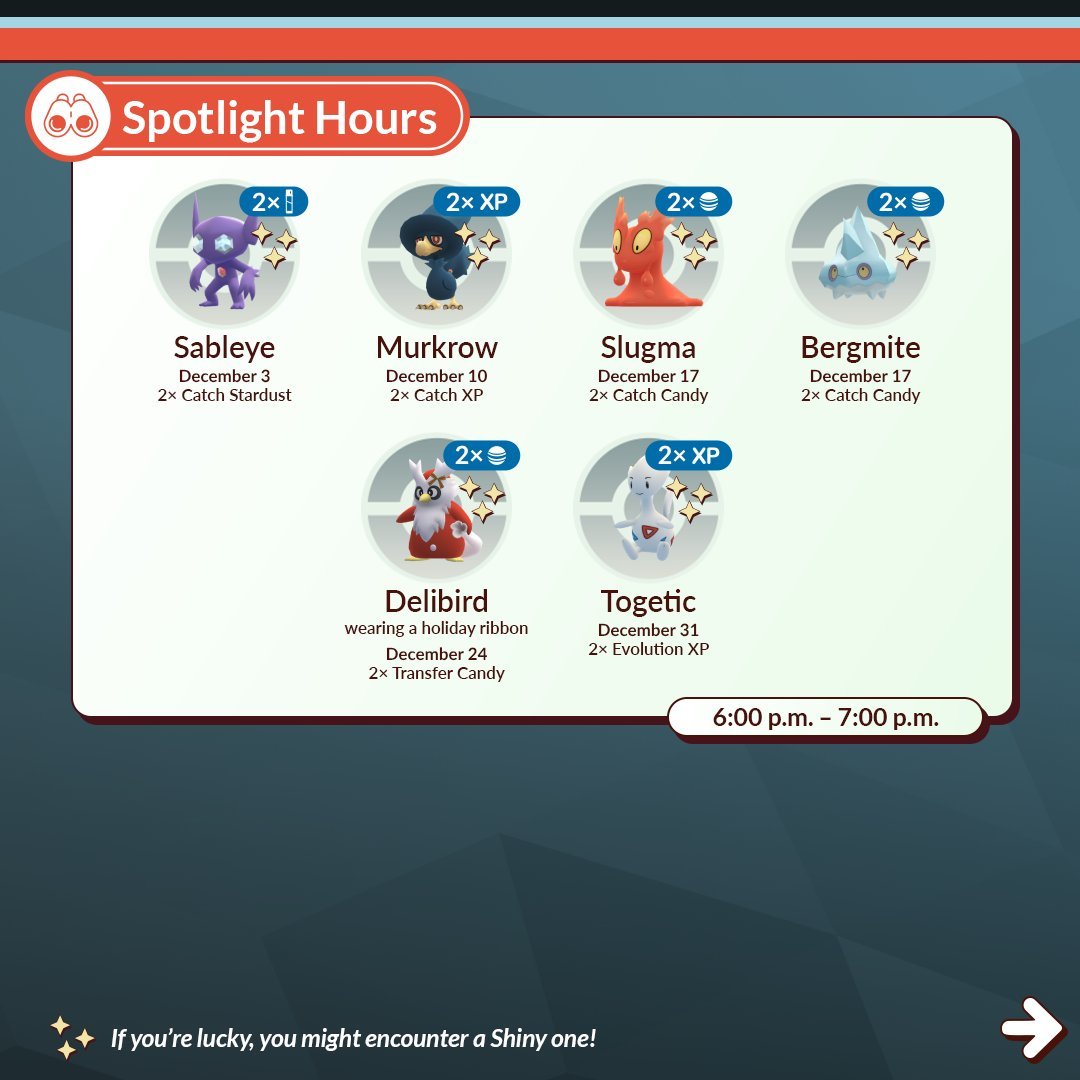 Spotlight Hours
2×
2× XP
2×
2×
Sableye
December 3
2× Catch Stardust
Murkrow
December 10
2× Catch XP
Slugma
December 17
2× Catch Candy
Bergmite
December 17
2× Catch Candy
2×
2× XP
Delibird
wearing a holiday ribbon
December 24
2× Transfer Candy
Togetic
December 31
2× Evolution XP
6:00 p.m. – 7:00 p.m.
If you’re lucky, you might encounter a Shiny one!